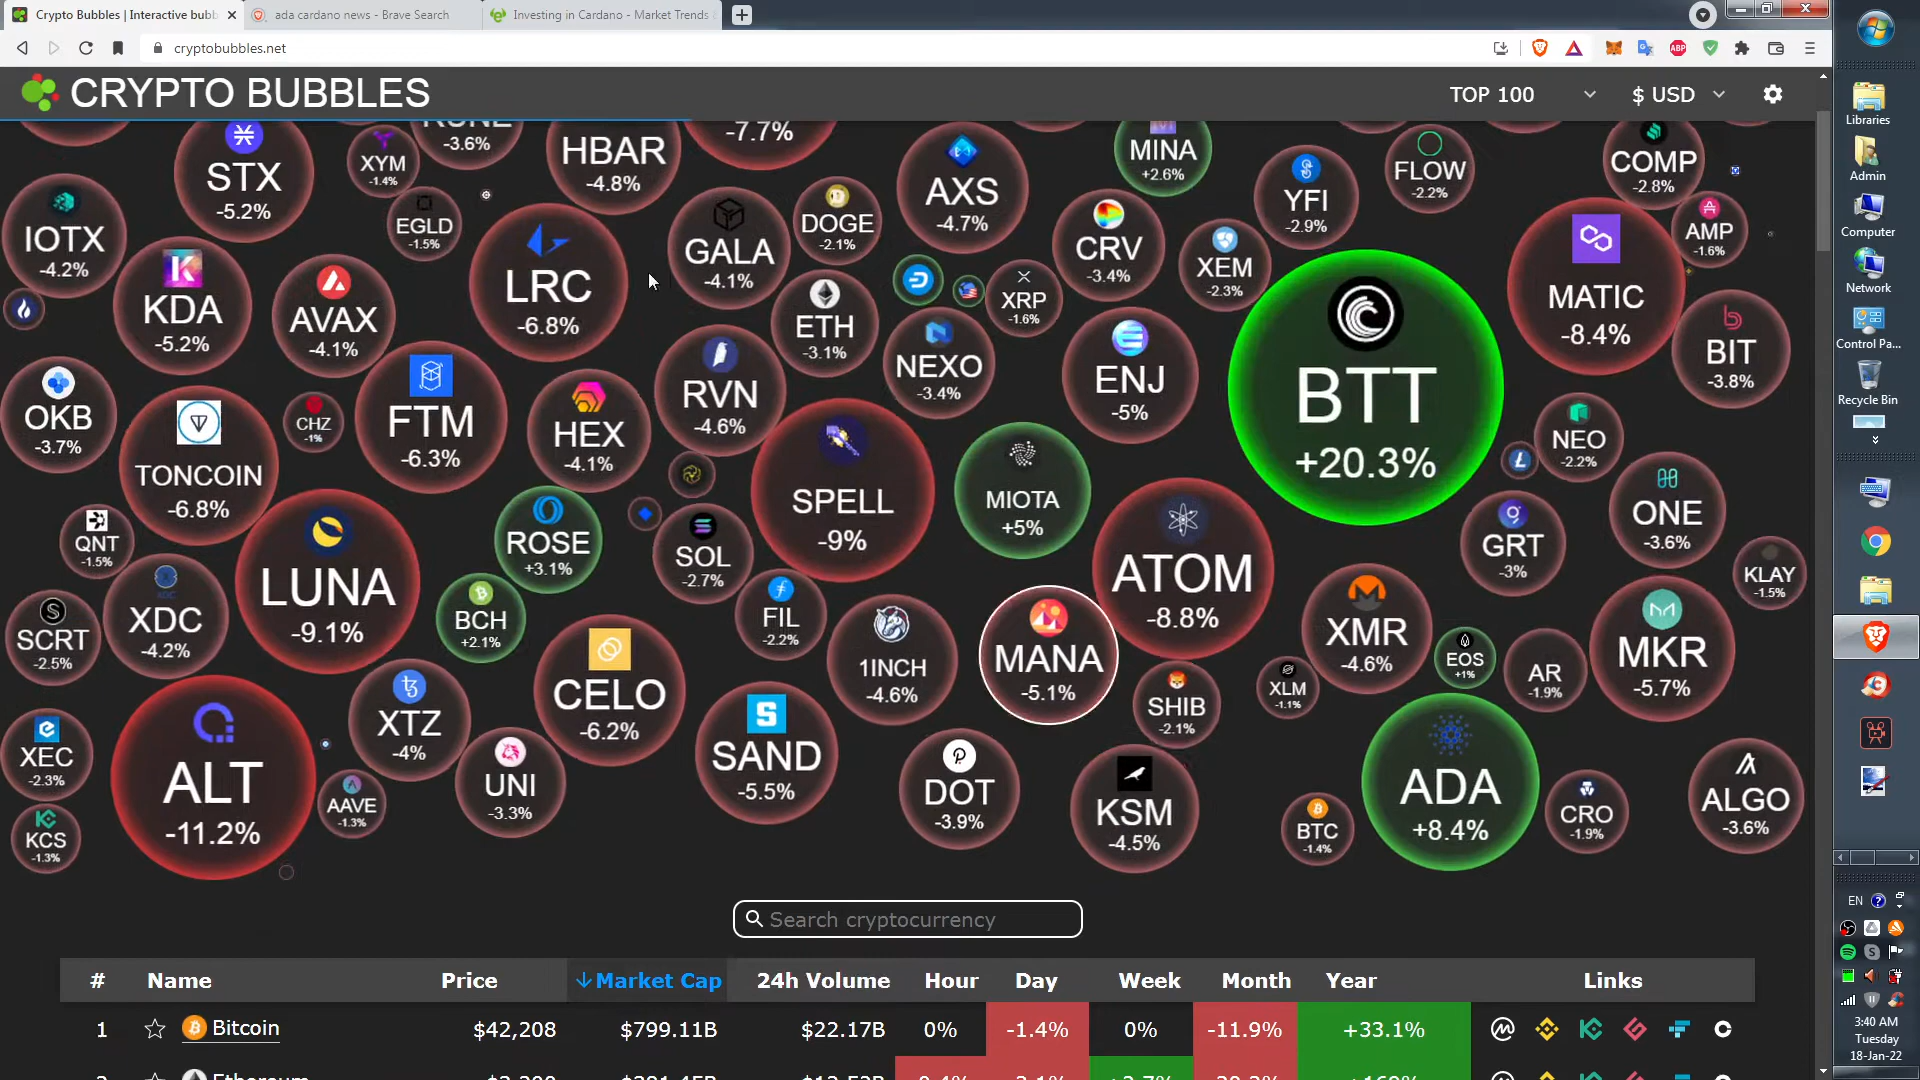 Crypto Bubbles | Interactive bubb
ada cardano news - Brave Search
Investing in Cardano - Market Trends
cryptobubbles.net
CRYPTO BUBBLES
TOP 100
$ USD
RUNE
-3.6%
-7.7%
STX
-5.2%
XYM
-1.4%
HBAR
-4.8%
AXS
-4.7%
MINA
+2.6%
YFI
-2.9%
FLOW
-2.2%
COMP
-2.8%
IOTX
-4.2%
EGLD
-1.5%
GALA
-4.1%
DOGE
-2.1%
CRV
-3.4%
XEM
-2.3%
AMP
-1.6%
KDA
-5.2%
AVAX
-4.1%
LRC
-6.8%
ETH
-3.1%
XRP
-1.6%
MATIC
-8.4%
BIT
-3.8%
OKB
-3.7%
TONCOIN
-6.8%
CHZ
-1%
FTM
-6.3%
HEX
-4.1%
RVN
-4.6%
NEXO
-3.4%
ENJ
-5%
BTT
+20.3%
NEO
-2.2%
QNT
-1.5%
LUNA
-9.1%
ROSE
+3.1%
SOL
-2.7%
SPELL
-9%
MIOTA
+5%
ATOM
-8.8%
GRT
-3%
ONE
-3.6%
KLAY
-1.5%
SCRT
-2.5%
XDC
-4.2%
BCH
+2.1%
FIL
-2.2%
1INCH
-4.6%
MANA
-5.1%
XMR
-4.6%
EOS
+1%
MKR
-5.7%
XEC
-2.3%
ALT
-11.2%
XTZ
-4%
CELO
-6.2%
SAND
-5.5%
SHIB
-2.1%
XLM
-1.1%
AR
-1.9%
KCS
-1.3%
AAVE
-1.3%
UNI
-3.3%
DOT
-3.9%
KSM
-4.5%
BTC
-1.4%
ADA
+8.4%
CRO
-1.9%
ALGO
-3.6%
Search cryptocurrency
# Name Price Market Cap 24h Volume Hour Day Week Month Year Links
1 Bitcoin $42,208 $799.11B $22.17B 0% -1.4% 0% -11.9% +33.1%
Libraries
Admin
Computer
Network
Control Pa...
Recycle Bin
EN
3:40 AM
Tuesday
18-Jan-22